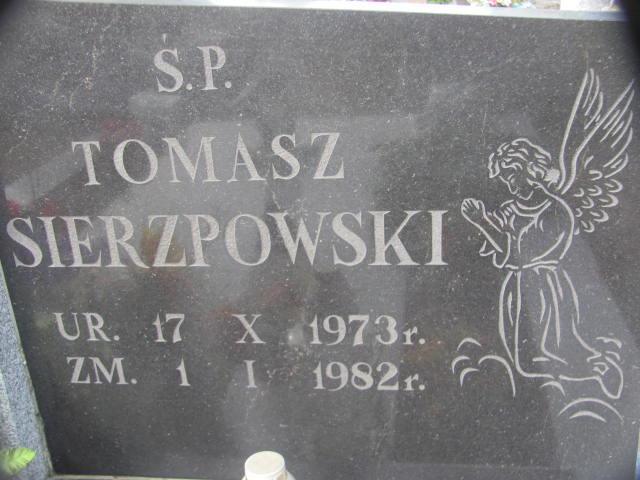 Ś.P.
TOMASZ
SIERZPOWSKI
UR. 17 X 1973r.
ZM. 1 I 1982r.